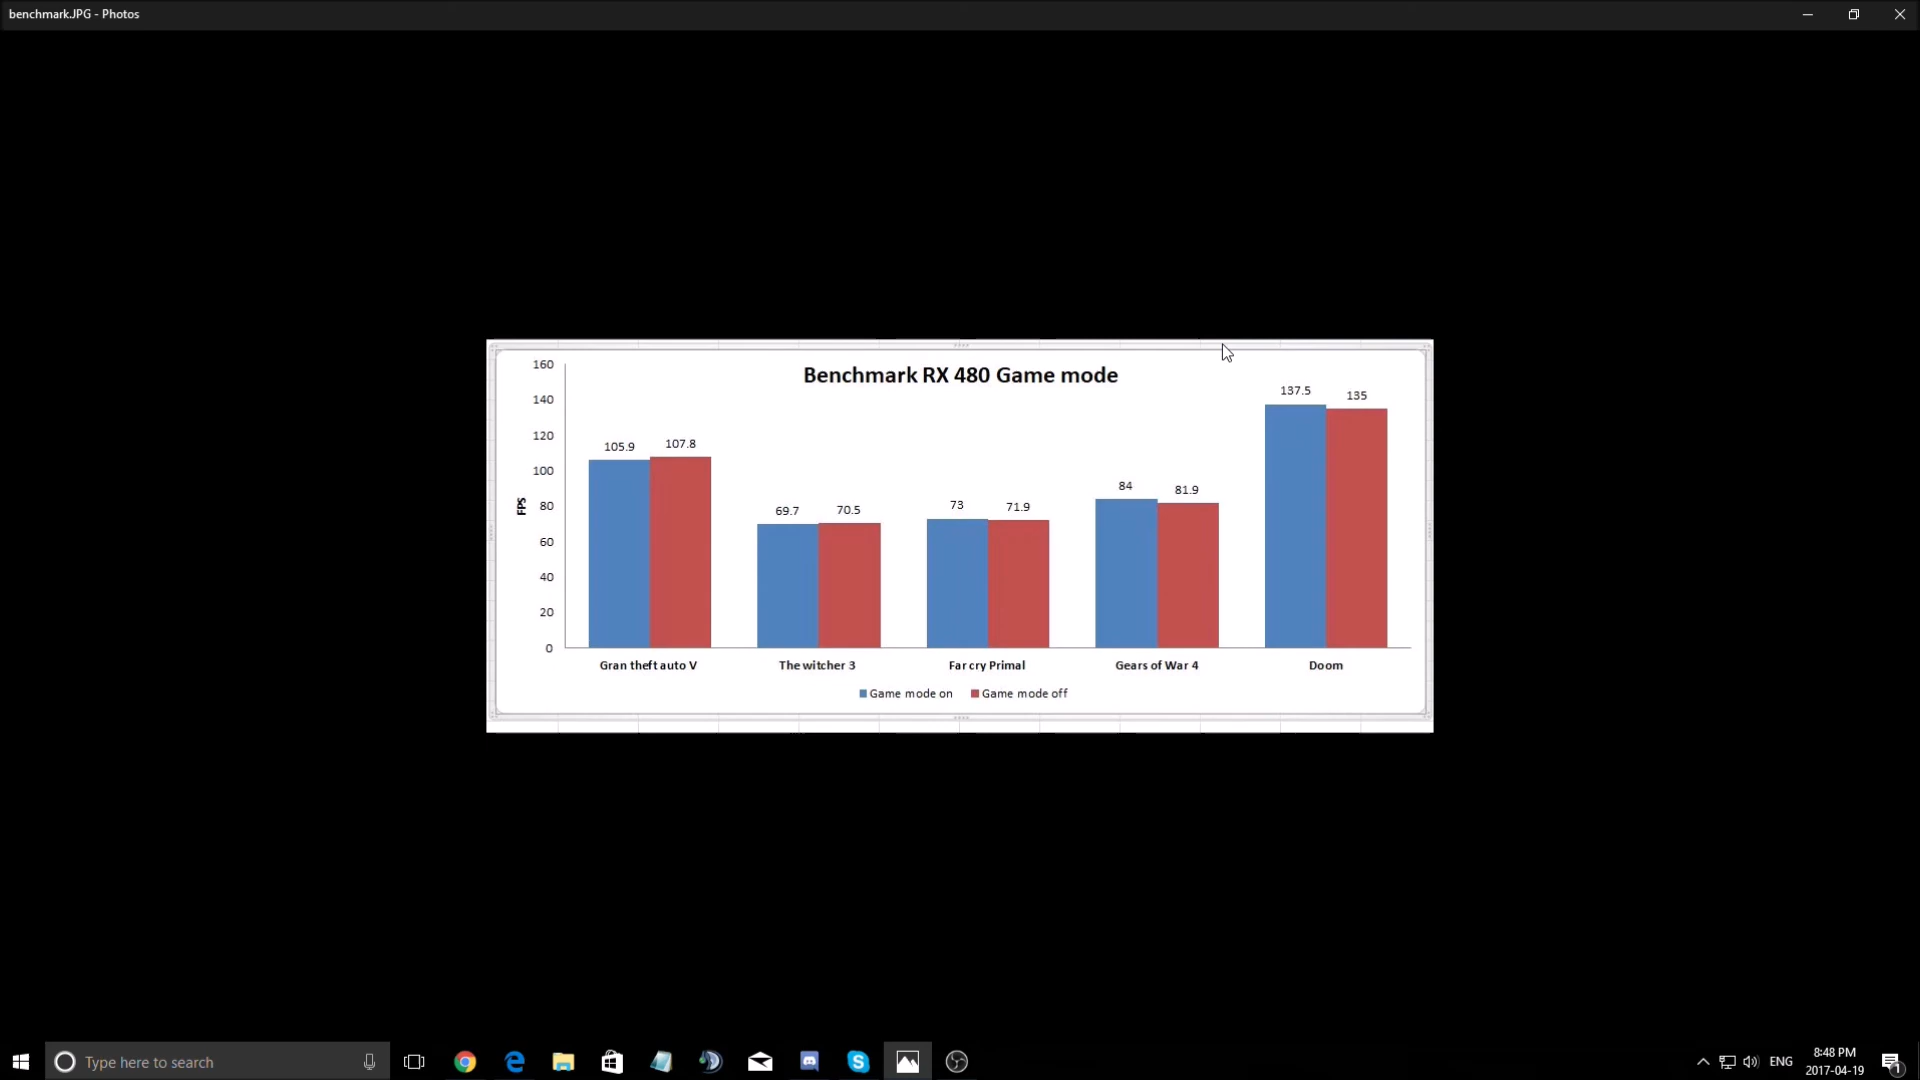 benchmark.JPG - Photos
Benchmark RX 480 Game mode
FPS
160
140
120
100
80
60
40
20
0
105.9 107.8
69.7 70.5
73 71.9
84 81.9
137.5 135
Gran theft auto V The witcher 3 Far cry Primal Gears of War 4 Doom
Game mode on Game mode off
Type here to search
ENG
8:48 PM
2017-04-19
1